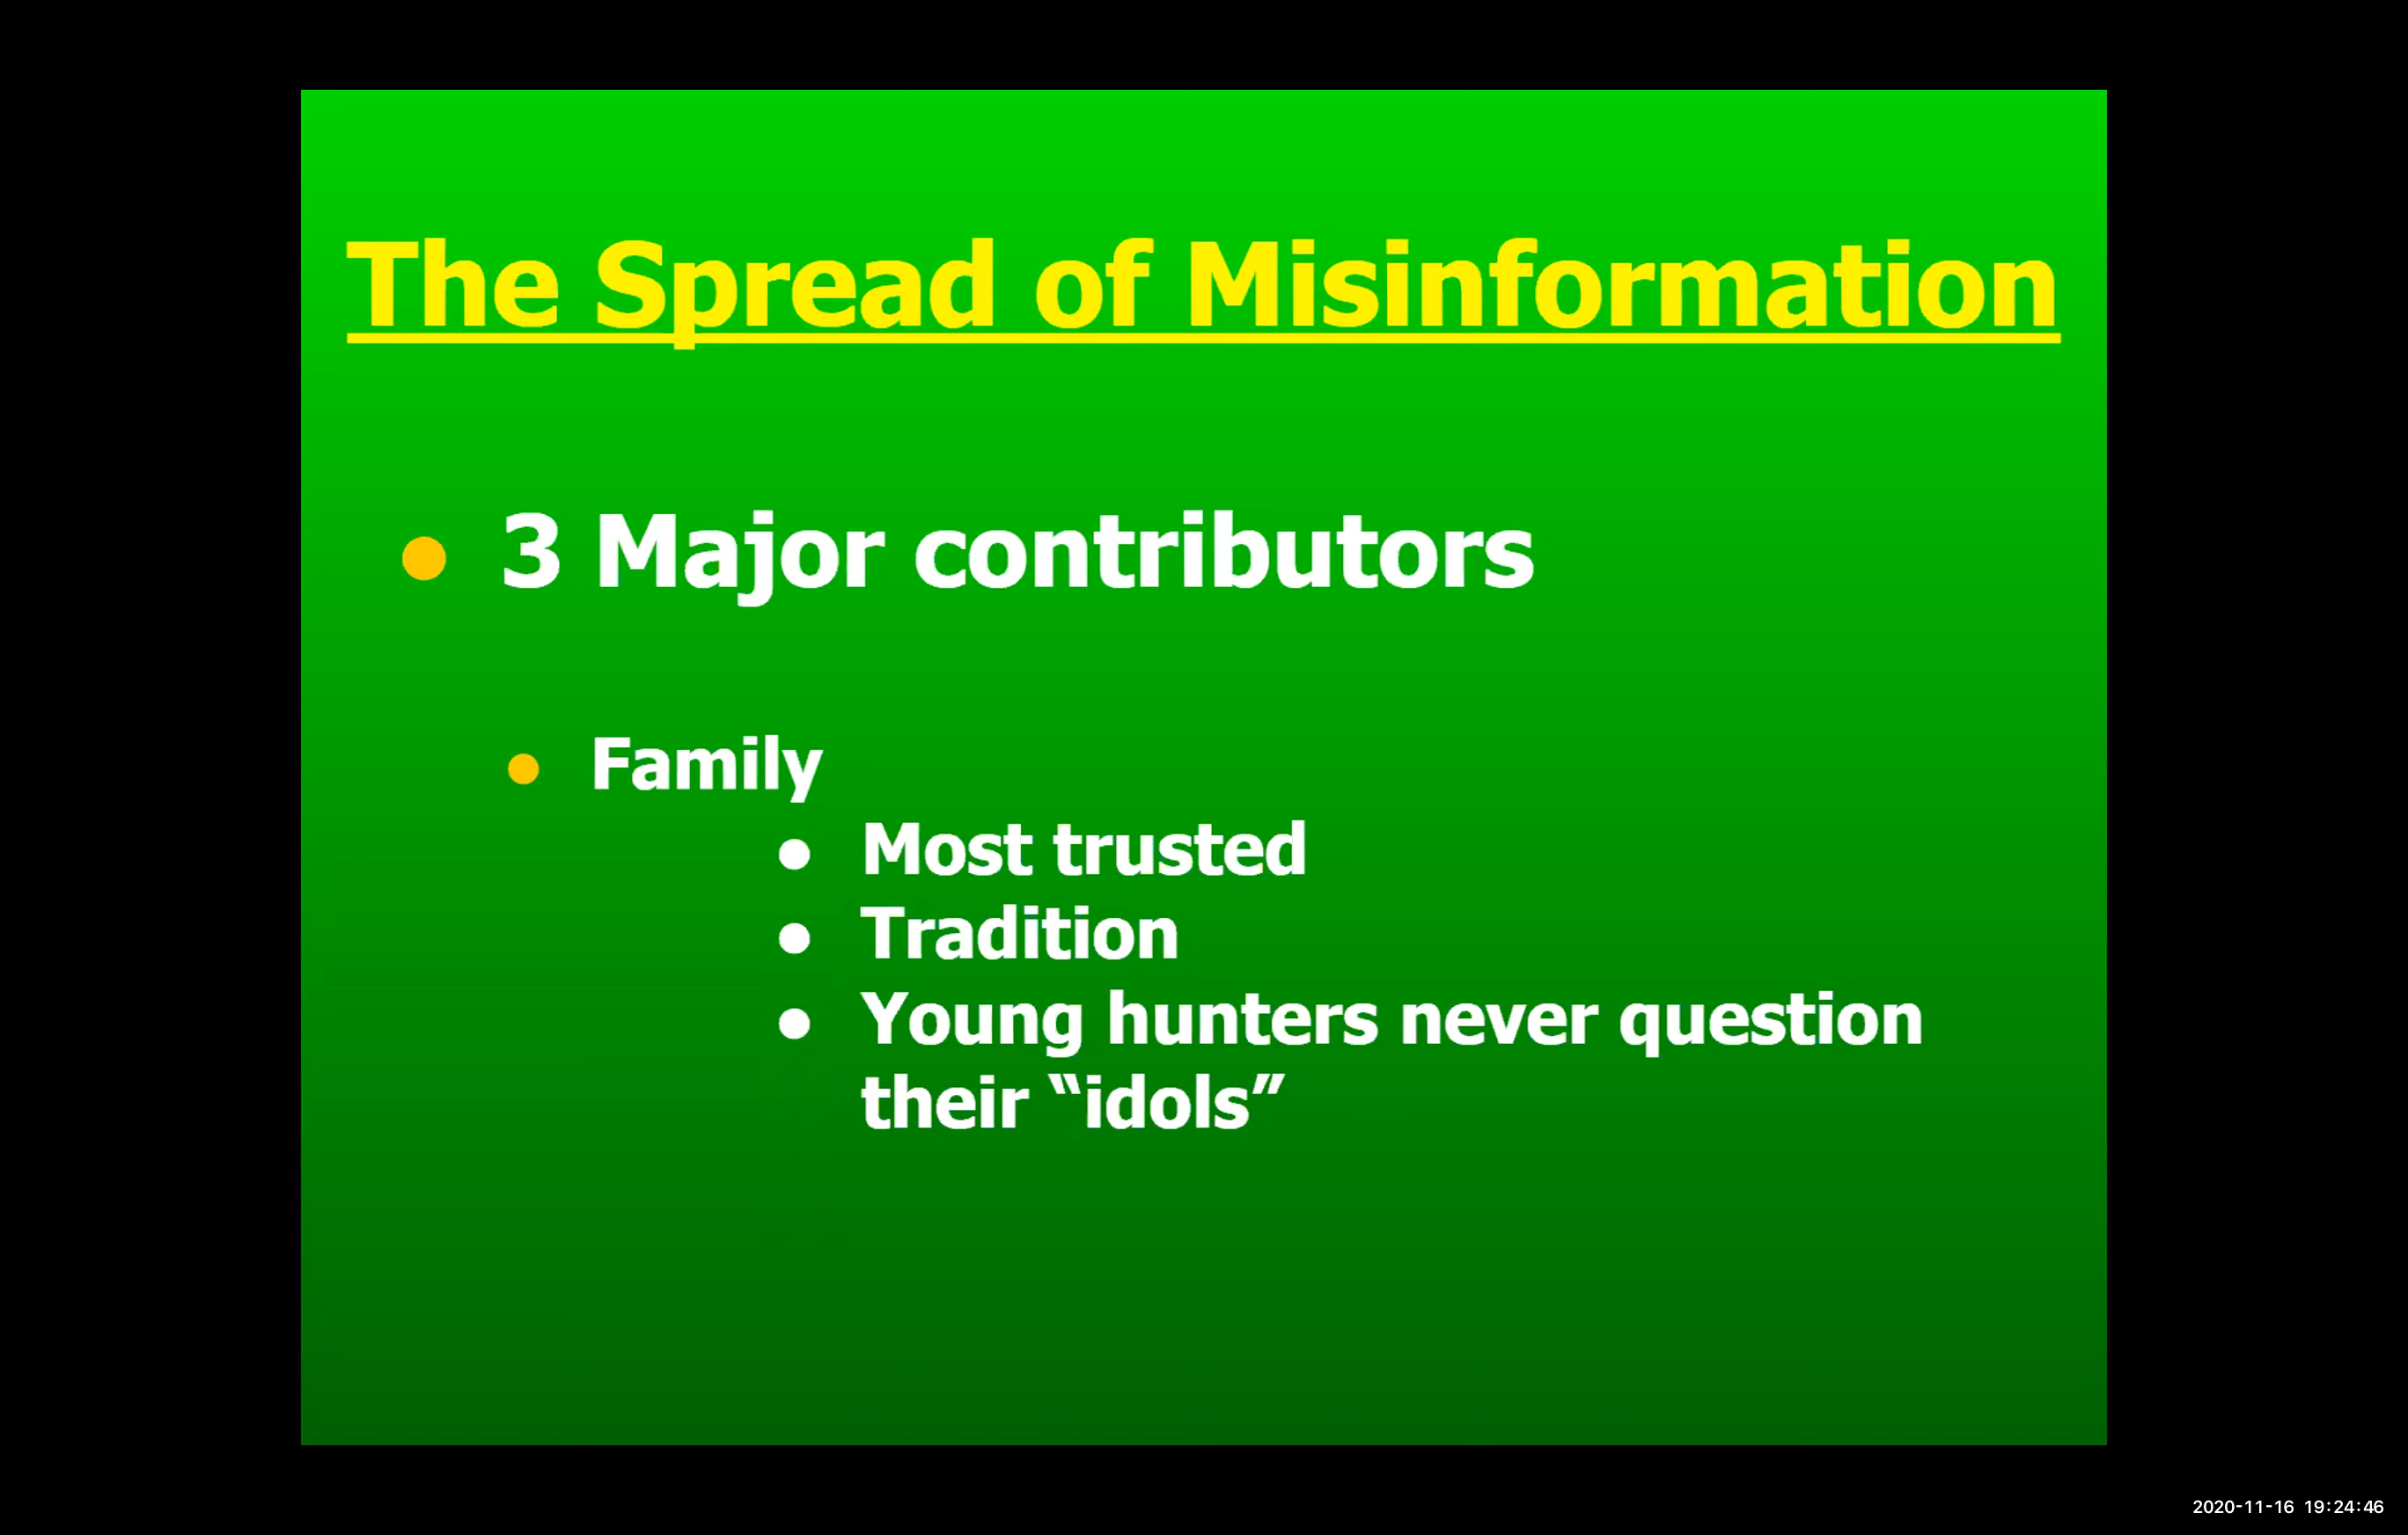 The Spread of Misinformation
● 3 Major contributors
● Family
● Most trusted
● Tradition
● Young hunters never question
their “idols”
2020-11-16 19:24:46